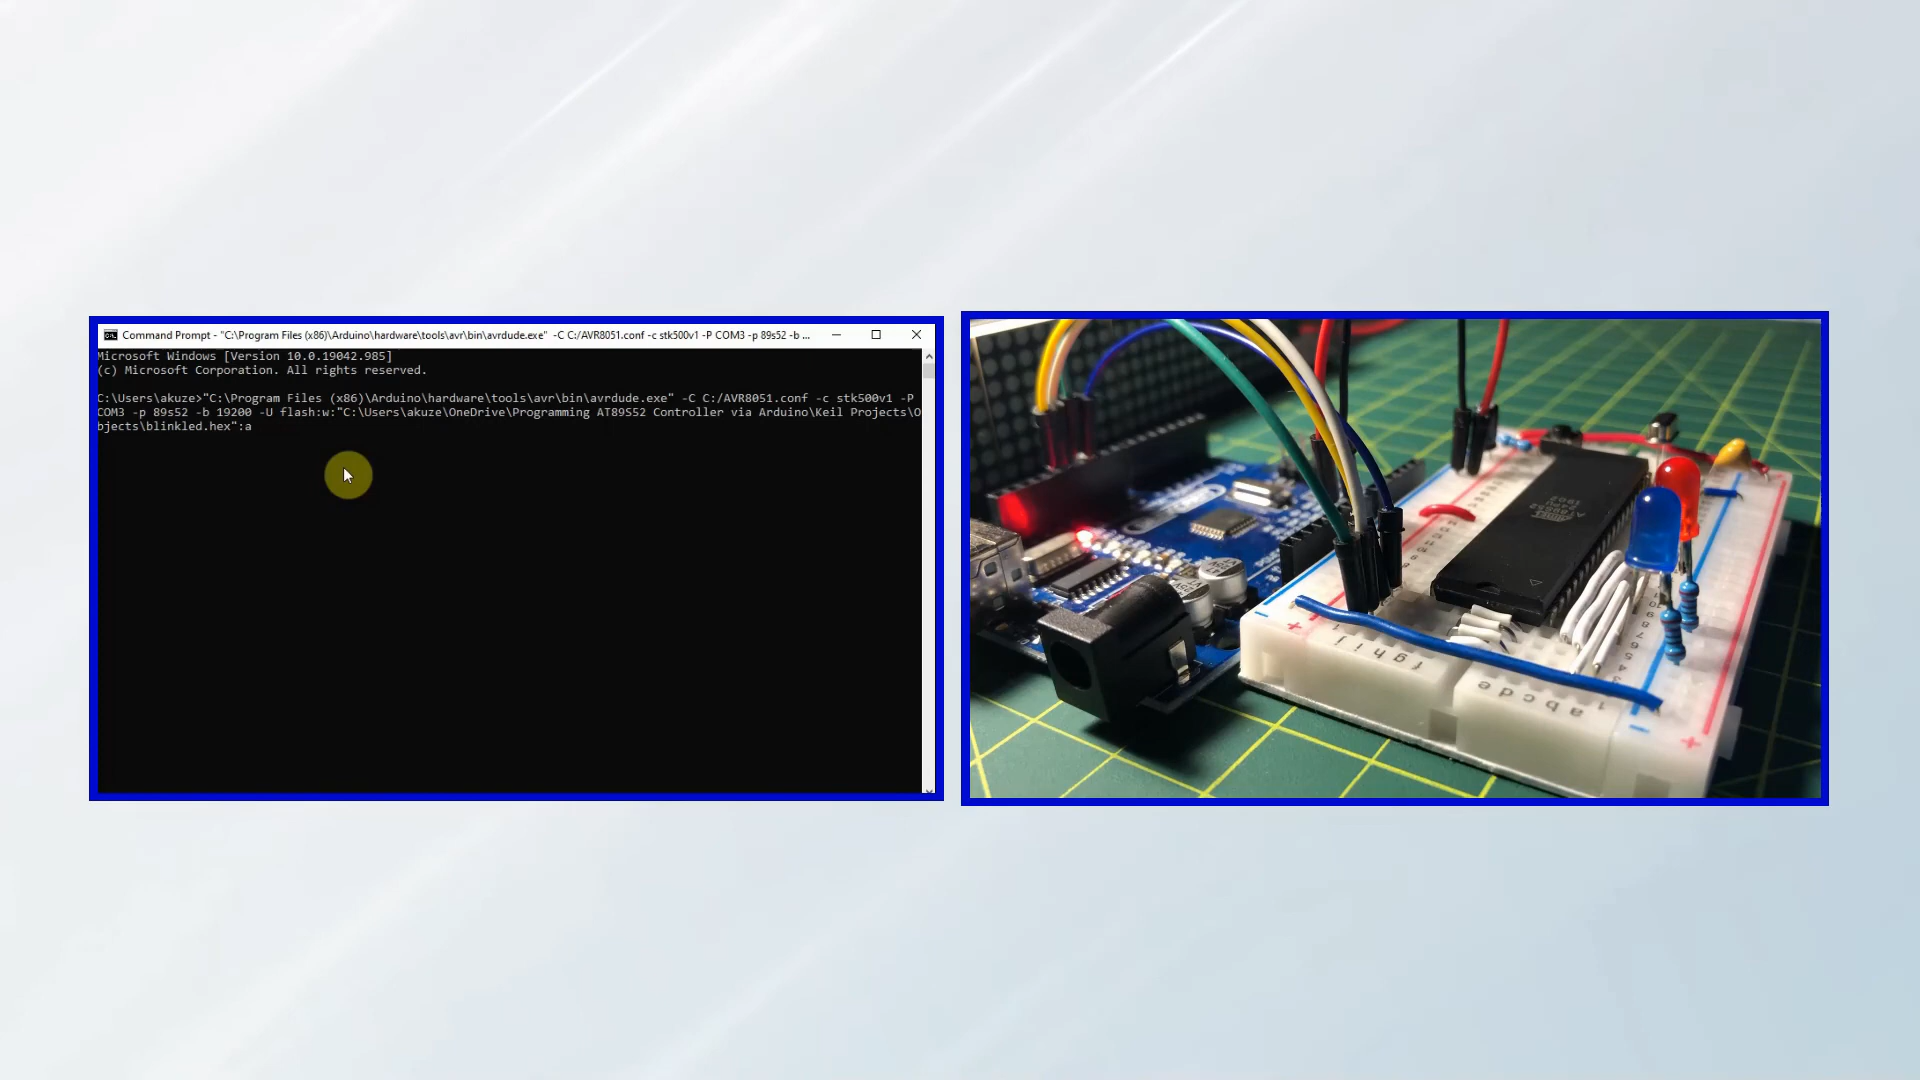 Command Prompt - "C:\Program Files (x86)\Arduino\hardware\tools\avr\bin\avrdude.exe" -C C:/AVR8051.conf -c stk500v1 -P COM3 -p 89s52 -b ...
Microsoft Windows [Version 10.0.19042.985]
(c) Microsoft Corporation. All rights reserved.
C:\Users\akuze>"C:\Program Files (x86)\Arduino\hardware\tools\avr\bin\avrdude.exe" -C C:/AVR8051.conf -c stk500v1 -P
COM3 -p 89s52 -b 19200 -U flash:w:"C:\Users\akuze\OneDrive\Programming AT89S52 Controller via Arduino\Keil Projects\O
bjects\blinkled.hex":a
f g h i j
a b c d e